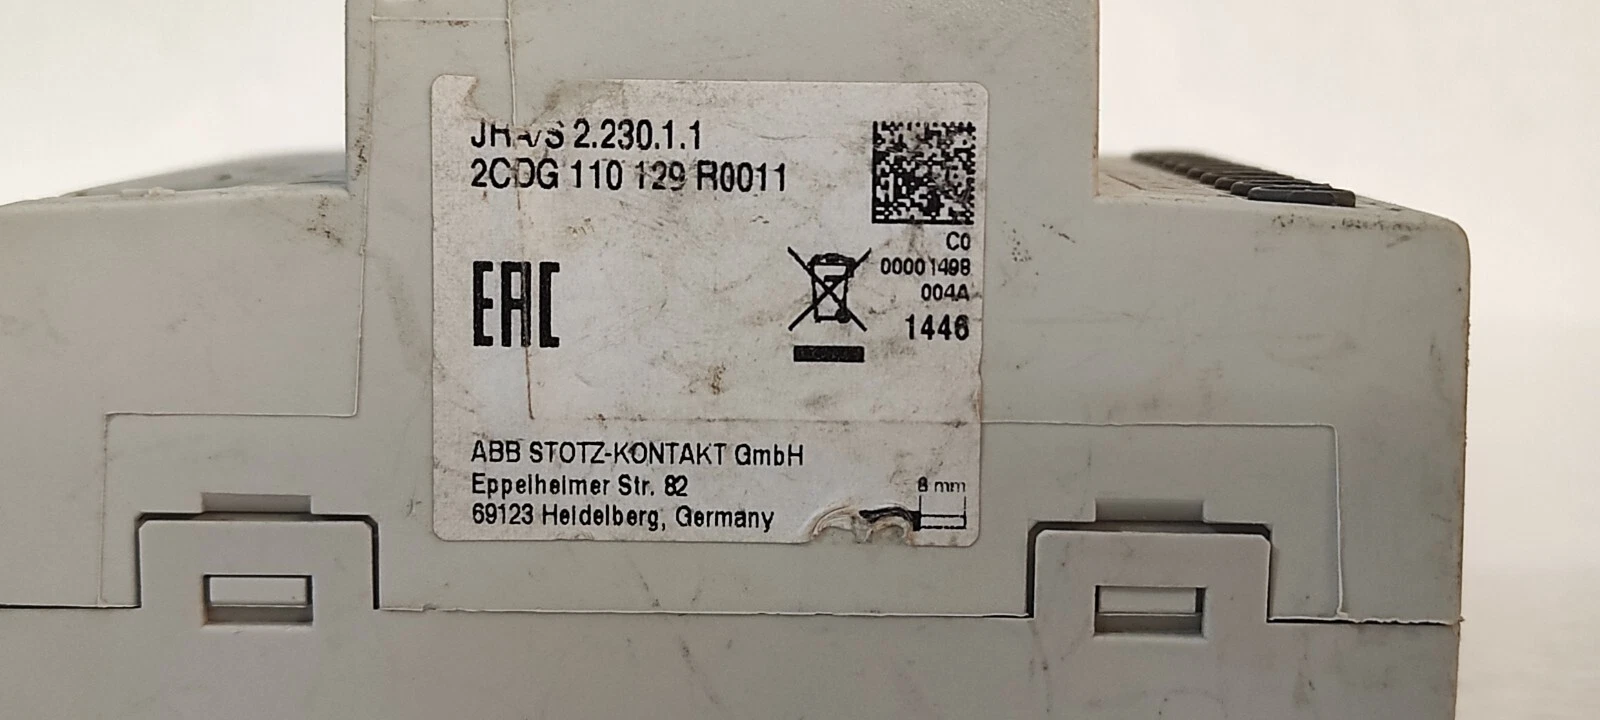 JRA/S 2.230.1.1
2CDG 110 129 R0011
C0
00001498
004A
1446
EAC
ABB STOTZ-KONTAKT GmbH
Eppelheimer Str. 82
69123 Heidelberg, Germany
8 mm